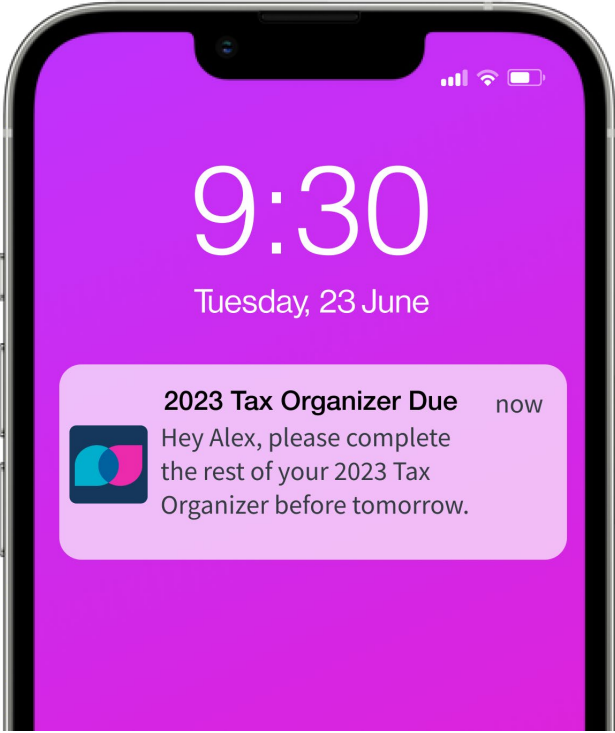 9:30
Tuesday, 23 June
2023 Tax Organizer Due
now
Hey Alex, please complete
the rest of your 2023 Tax
Organizer before tomorrow.